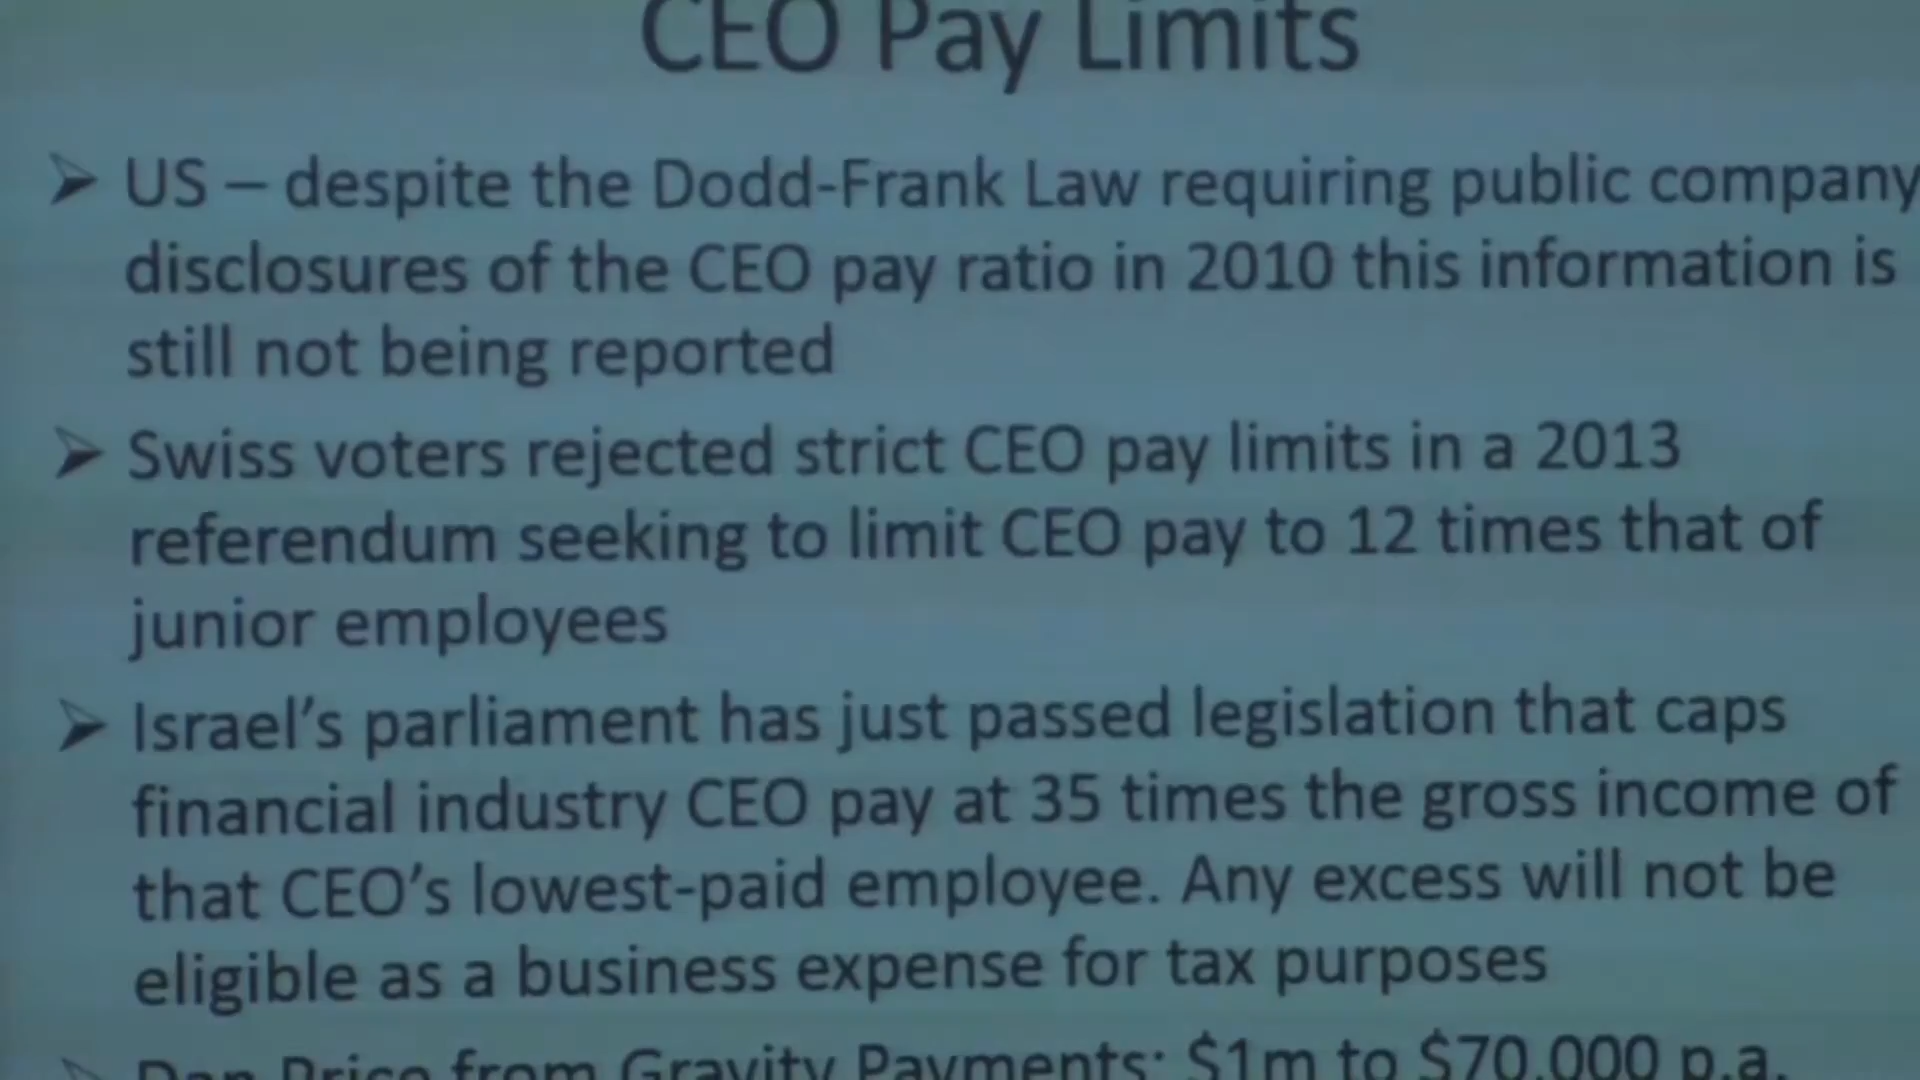 CEO Pay Limits
US – despite the Dodd-Frank Law requiring public company
disclosures of the CEO pay ratio in 2010 this information is
still not being reported
Swiss voters rejected strict CEO pay limits in a 2013
referendum seeking to limit CEO pay to 12 times that of
junior employees
Israel's parliament has just passed legislation that caps
financial industry CEO pay at 35 times the gross income of
that CEO's lowest-paid employee. Any excess will not be
eligible as a business expense for tax purposes
Dan Price from Gravity Payments: $1m to $70,000 p.a.